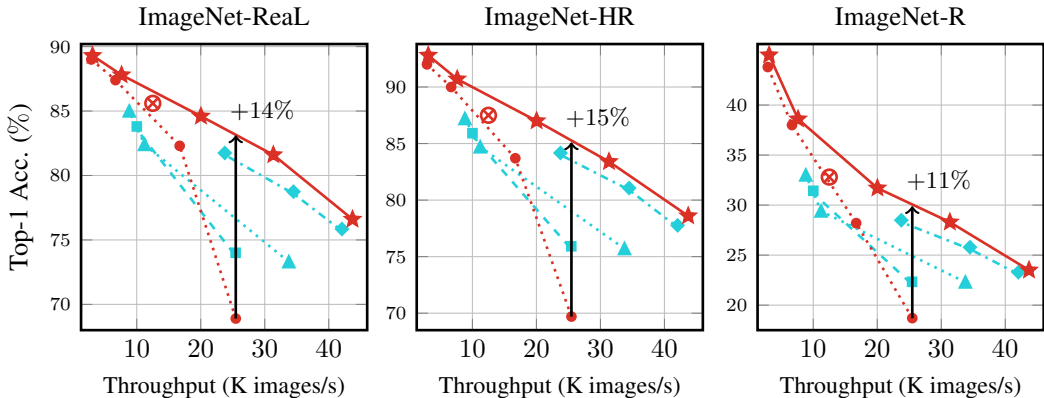 ImageNet-ReaL ImageNet-HR ImageNet-R
Top-1 Acc. (%)
90
85
80
75
70
+14%
10 20 30 40
Throughput (K images/s)
90
85
80
75
70
+15%
10 20 30 40
Throughput (K images/s)
40
35
30
25
20
+11%
10 20 30 40
Throughput (K images/s)